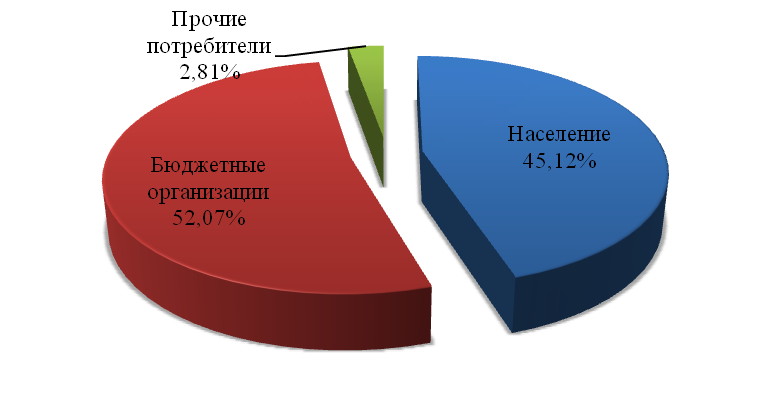 Прочие
потребители
2,81%
Население
45,12%
Бюджетные
организации
52,07%